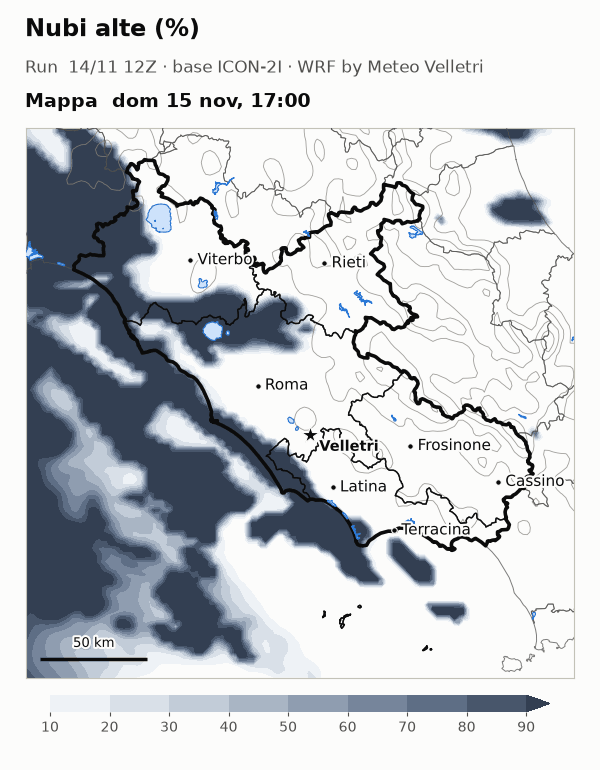 Nubi alte (%)
Run  14/11 12Z · base ICON-2I · WRF by Meteo Velletri
Mappa  dom 15 nov, 17:00
Viterbo
Rieti
Roma
Velletri
Frosinone
Latina
Cassino
Terracina
50 km
10 20 30 40 50 60 70 80 90